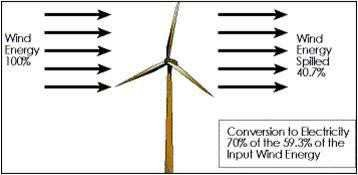 Wind
Energy
100%
Wind
Energy
Spilled
40.7%
Conversion to Electricity
70% of the 59.3% of the
Input Wind Energy